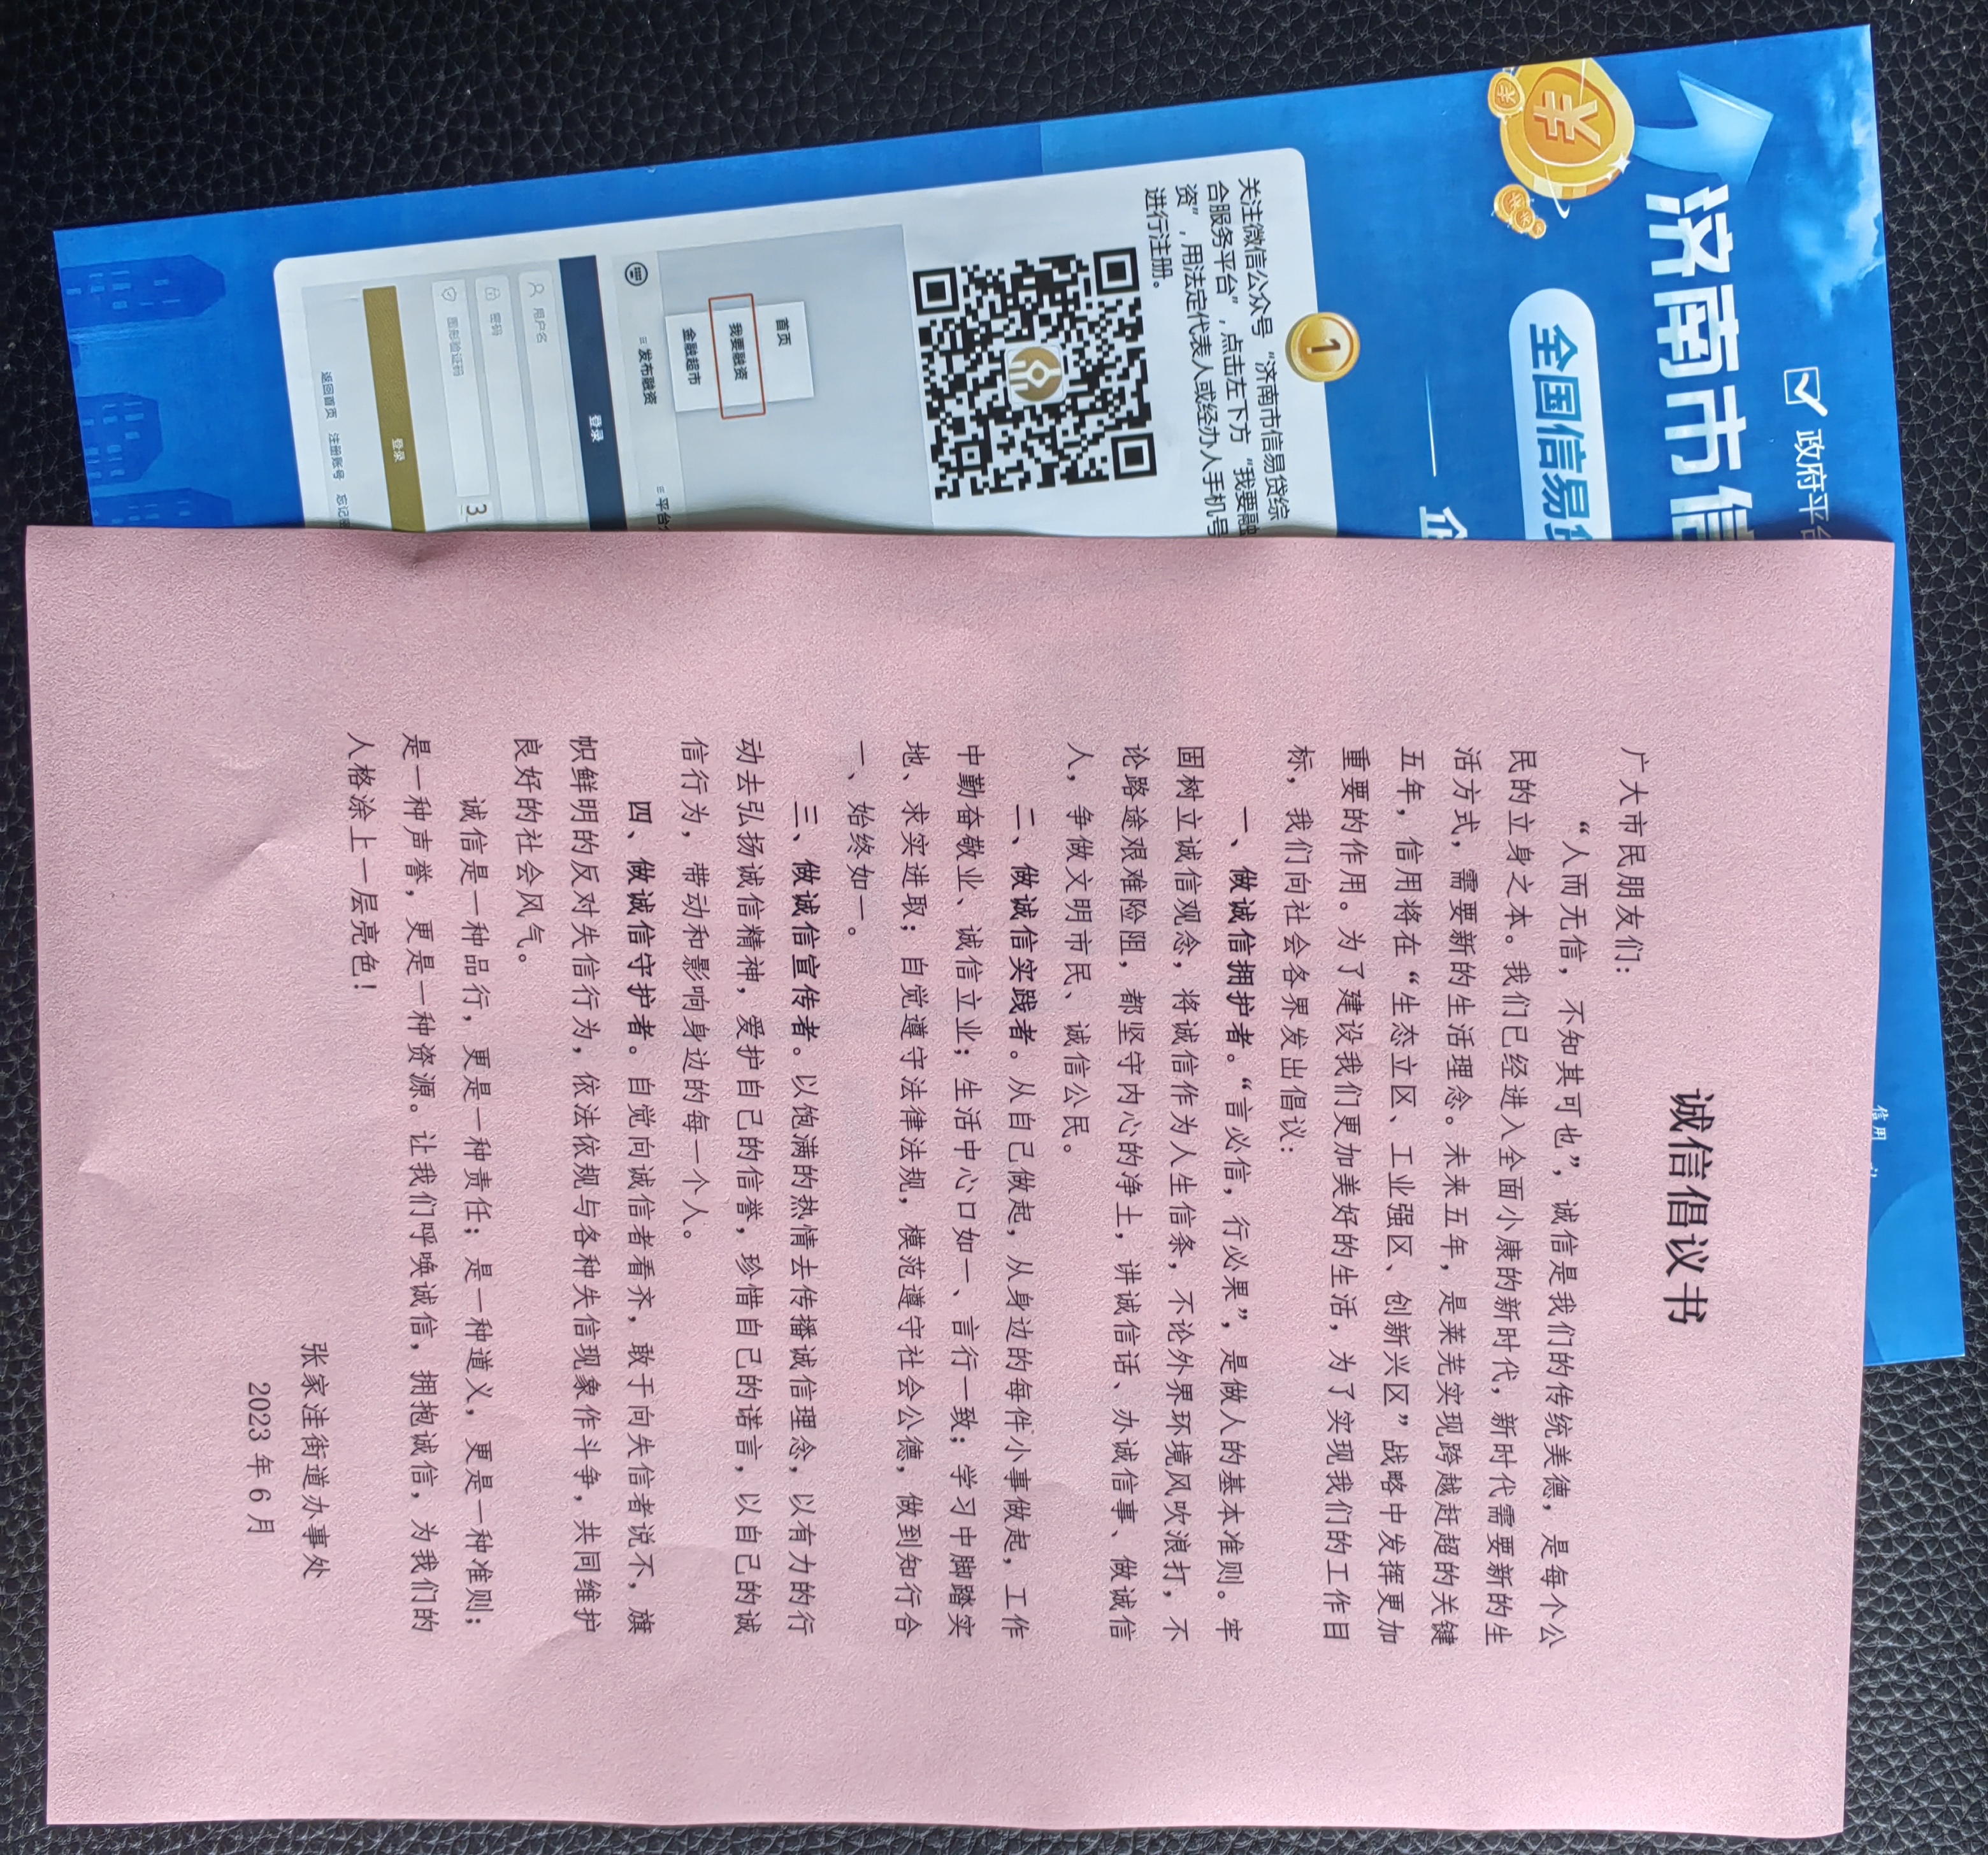 诚信倡议书
广大市民朋友们：
“人而无信，不知其可也”，诚信是我们的传统美德，是每个公
民的立身之本。我们已经进入全面小康的新时代，新时代需要新的生
活方式，需要新的生活理念。未来五年，是莱芜实现跨越赶超的关键
五年，信用将在“生态立区、工业强区、创新兴区”战略中发挥更加
重要的作用。为了建设我们更加美好的生活，为了实现我们的工作目
标，我们向社会各界发出倡议：
一、做诚信拥护者。“言必信，行必果”，是做人的基本准则。牢
固树立诚信观念，将诚信作为人生信条，不论外界环境风吹浪打，不
论路途艰难险阻，都坚守内心的净土，讲诚信话、办诚信事、做诚信
人，争做文明市民、诚信公民。
二、做诚信实践者。从自己做起，从身边的每件小事做起，工作
中勤奋敬业、诚信立业；生活中心口如一、言行一致；学习中脚踏实
地、求实进取；自觉遵守法律法规，模范遵守社会公德，做到知行合
一、始终如一。
三、做诚信宣传者。以饱满的热情去传播诚信理念，以有力的行
动去弘扬诚信精神，爱护自己的信誉，珍惜自己的诺言，以自己的诚
信行为，带动和影响身边的每一个人。
四、做诚信守护者。自觉向诚信者看齐，敢于向失信者说不，旗
帜鲜明的反对失信行为，依法依规与各种失信现象作斗争，共同维护
良好的社会风气。
诚信是一种品行，更是一种责任；是一种道义，更是一种准则；
是一种声誉，更是一种资源。让我们呼唤诚信，拥抱诚信，为我们的
人格涂上一层亮色！
张家洼街道办事处
2023 年 6 月
政府平台
济南市信
全国信易贷
企
1
关注微信公众号“济南市信易贷综
合服务平台”，点击左下方“我要融
资”，用法定代表人或经办人手机号
进行注册。
首页
我要融资
金融超市
≡ 发布融资
≡ 平台
登录
用户名
密码
图形验证码
3
登录
返回首页 注册账号 忘记
信用